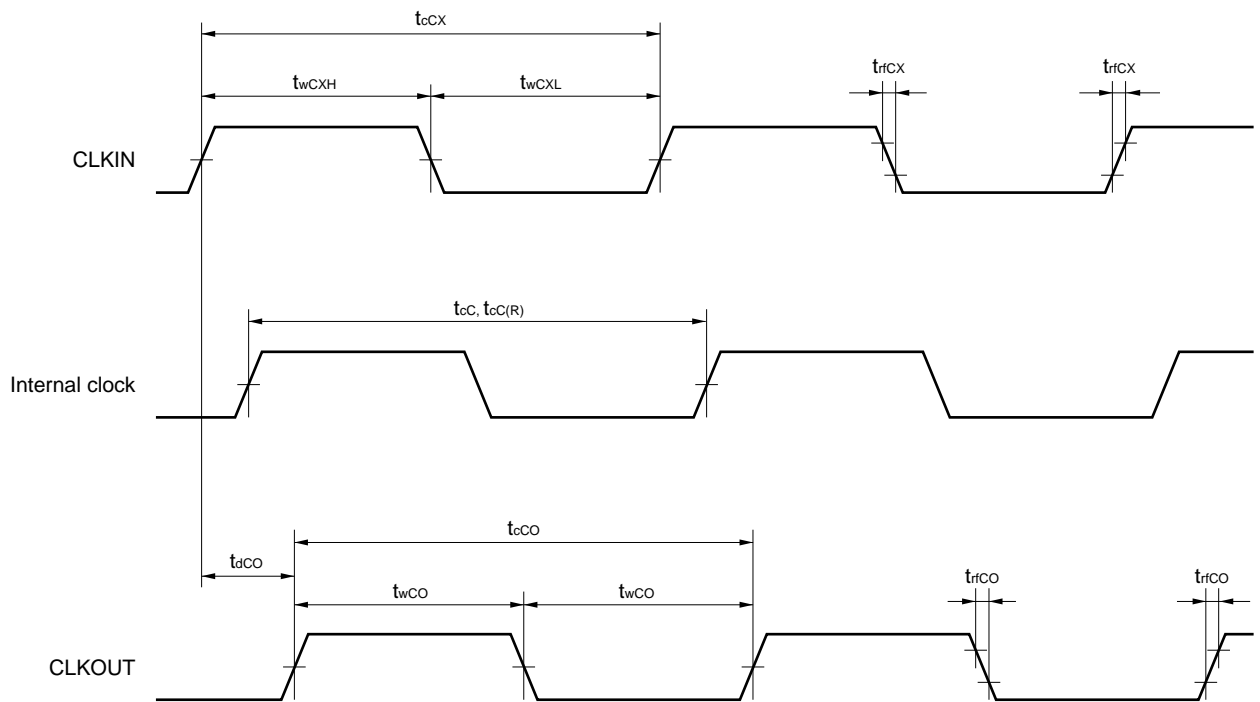 tcCX
twCXH
twCXL
trfCX
trfCX
CLKIN
tcC, tcC(R)
Internal clock
tcCO
tdCO
twCO
twCO
trfCO
trfCO
CLKOUT